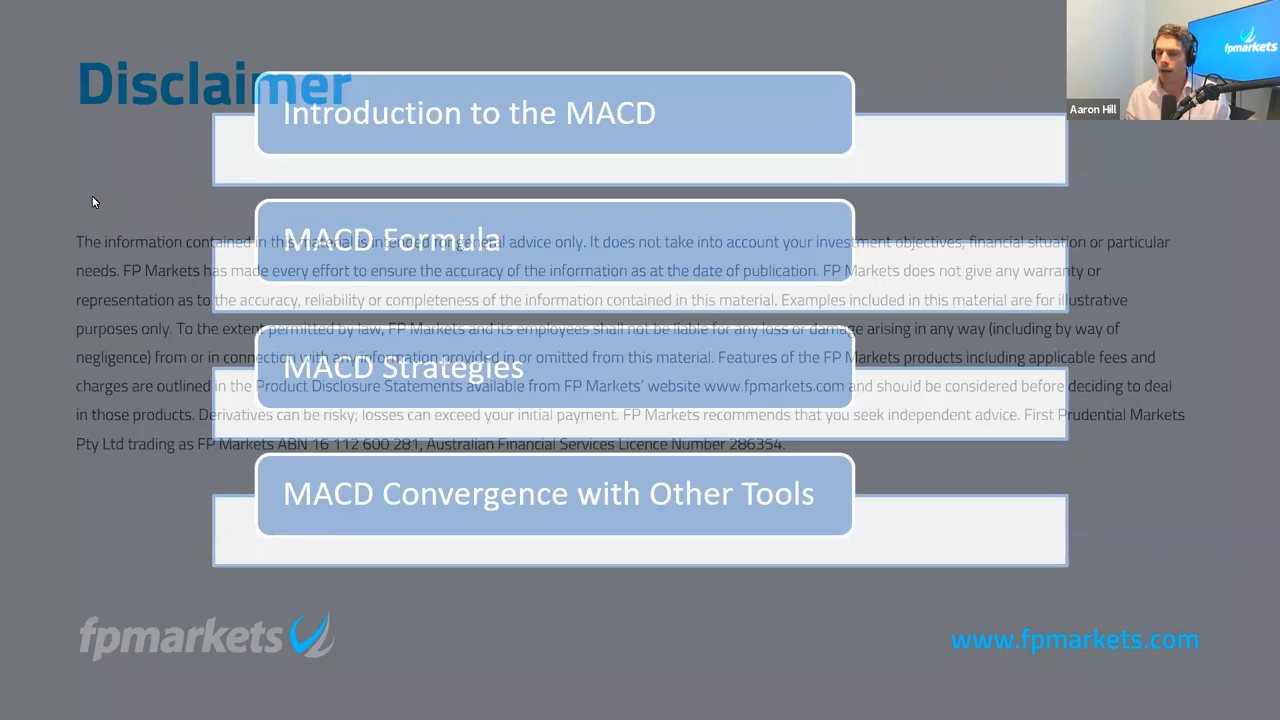 Disclaimer
Introduction to the MACD
MACD Formula
MACD Strategies
MACD Convergence with Other Tools
The information contained in this material is intended for general advice only. It does not take into account your investment objectives, financial situation or particular
needs. FP Markets has made every effort to ensure the accuracy of the information as at the date of publication. FP Markets does not give any warranty or
representation as to the accuracy, reliability or completeness of the information contained in this material. Examples included in this material are for illustrative
purposes only. To the extent permitted by law, FP Markets and its employees shall not be liable for any loss or damage arising in any way (including by way of
negligence) from or in connection with any information provided in or omitted from this material. Features of the FP Markets products including applicable fees and
charges are outlined in the Product Disclosure Statements available from FP Markets' website www.fpmarkets.com and should be considered before deciding to deal
in those products. Derivatives can be risky; losses can exceed your initial payment. FP Markets recommends that you seek independent advice. First Prudential Markets
Pty Ltd trading as FP Markets ABN 16 112 600 281, Australian Financial Services Licence Number 286354.
fpmarkets
www.fpmarkets.com
fpmarkets
Aaron Hill